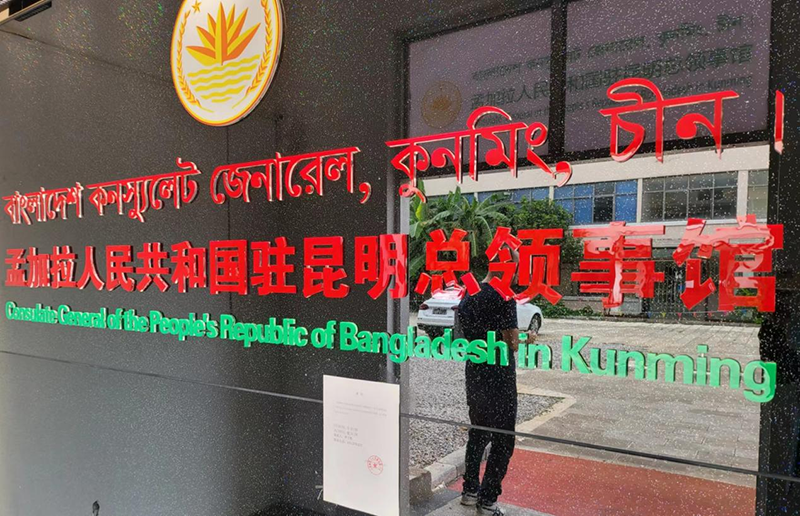 বাংলাদেশ কনস্যুলেট জেনারেল, কুনমিং, চীন ।
孟加拉人民共和国驻昆明总领事馆
Consulate General of the People's Republic of Bangladesh in Kunming